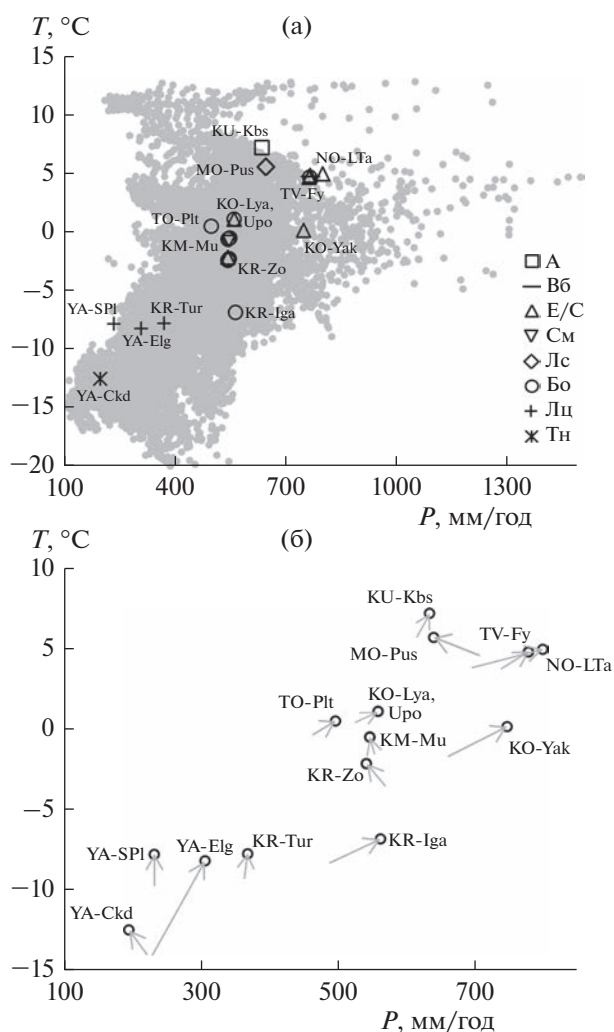 T, °C
(а)
15
10
5
0
−5
−10
−15
−20
KU-Kbs
NO-LTa
MO-Pus
TV-Fy
KO-Lya,
Upo
TO-Plt
KM-Mu
KO-Yak
KR-Zo
YA-SPl
KR-Tur
KR-Iga
YA-Elg
YA-Ckd
А
Вб
Е/С
См
Лс
Бо
Лц
Тн
100 400 700 1000 1300
P, мм/год
T, °C
(б)
10
5
0
−5
−10
−15
KU-Kbs
TV-Fy
MO-Pus
NO-LTa
TO-Plt
KO-Lya,
Upo
KM-Mu
KO-Yak
KR-Zo
YA-SPl
YA-Elg
KR-Tur
KR-Iga
YA-Ckd
100 300 500 700
P, мм/год